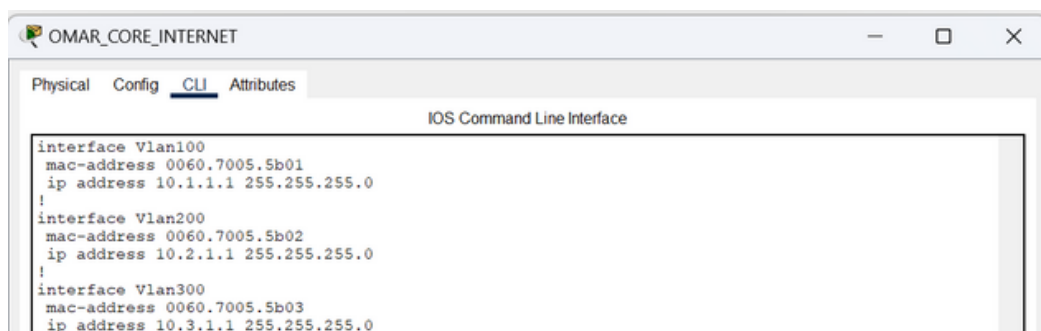 OMAR_CORE_INTERNET
Physical Config CLI Attributes
IOS Command Line Interface
interface Vlan100
mac-address 0060.7005.5b01
ip address 10.1.1.1 255.255.255.0
!
interface Vlan200
mac-address 0060.7005.5b02
ip address 10.2.1.1 255.255.255.0
!
interface Vlan300
mac-address 0060.7005.5b03
ip address 10.3.1.1 255.255.255.0